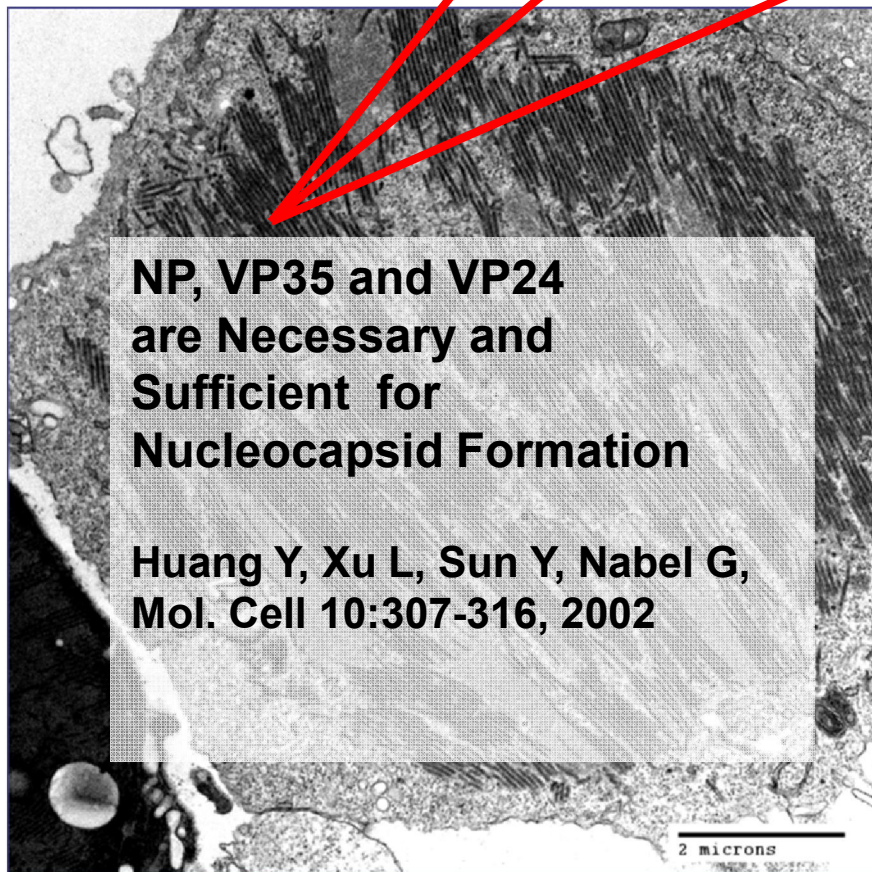 NP, VP35 and VP24
are Necessary and
Sufficient for
Nucleocapsid Formation
Huang Y, Xu L, Sun Y, Nabel G,
Mol. Cell 10:307-316, 2002
2 microns